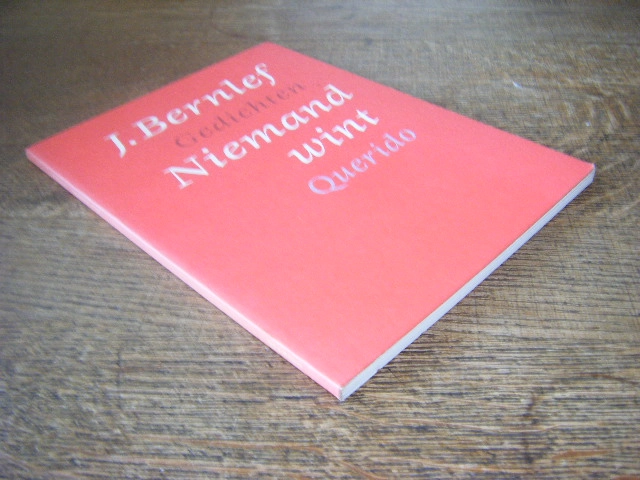 J. Bernlef
Gedichten
Niemand
wint
Querido